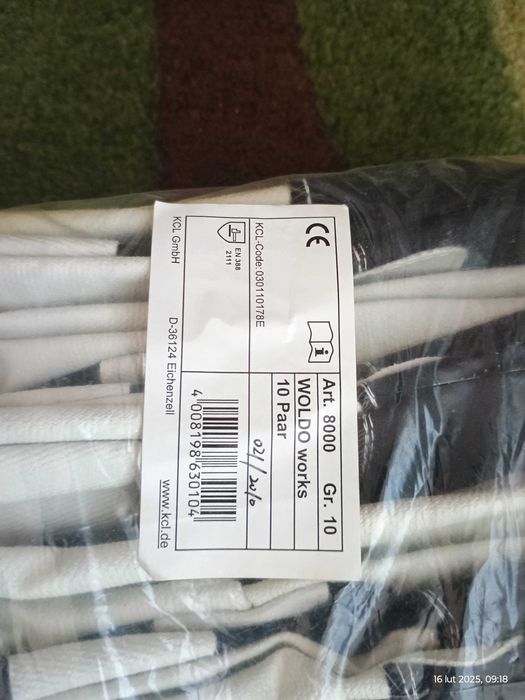 CE
Art. 8000 Gr. 10
WOLDO works
10 Paar
KCL-Code: 030110178E
021/2010
EN 388
2111
4 008198 630104
KCL GmbH D-36124 Eichenzell www.kcl.de
16 lut 2025, 09:18